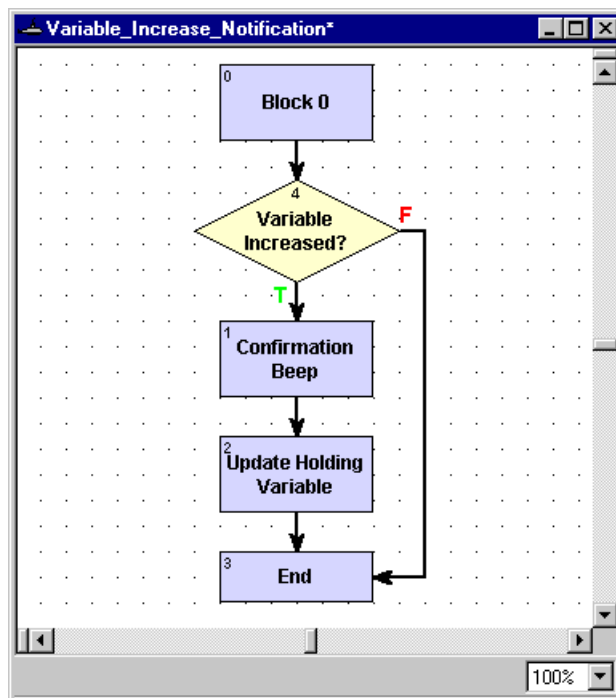 Variable_Increase_Notification*
0
Block 0
4
Variable
Increased?
F
T
1
Confirmation
Beep
2
Update Holding
Variable
3
End
100%